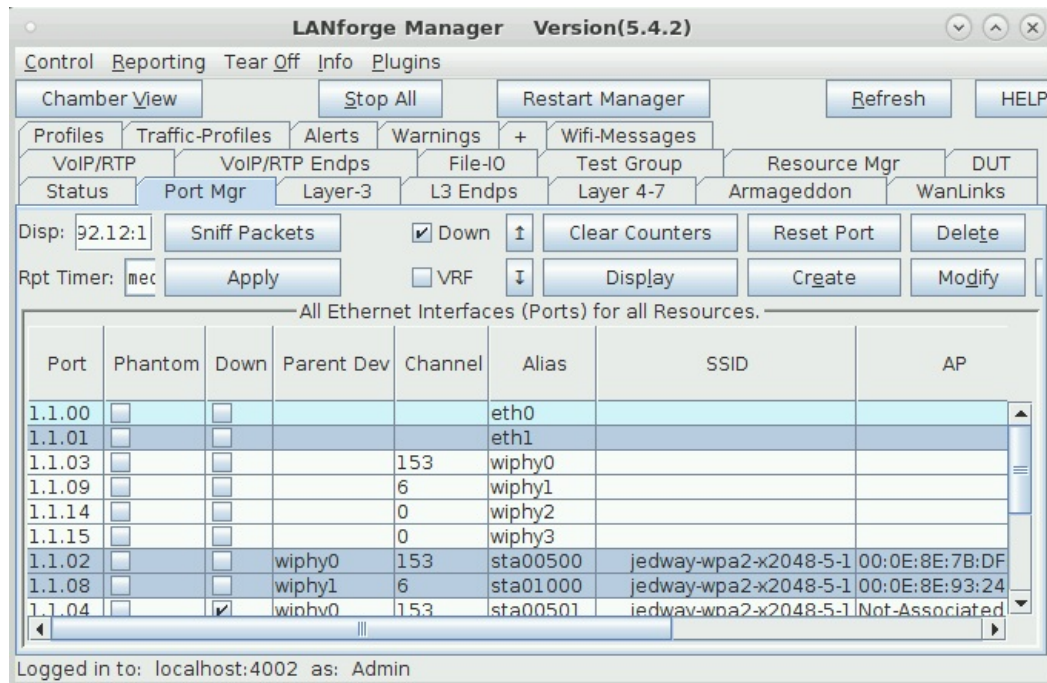 LANforge Manager Version(5.4.2)
Control Reporting Tear Off Info Plugins
Chamber View Stop All Restart Manager Refresh HELP
Profiles Traffic-Profiles Alerts Warnings + Wifi-Messages
VoIP/RTP VoIP/RTP Endps File-IO Test Group Resource Mgr DUT
Status Port Mgr Layer-3 L3 Endps Layer 4-7 Armageddon WanLinks
Disp: 92.12:1 Sniff Packets Down Clear Counters Reset Port Delete
Rpt Timer: med Apply VRF Display Create Modify
All Ethernet Interfaces (Ports) for all Resources.
Port Phantom Down Parent Dev Channel Alias SSID AP
1.1.00 eth0
1.1.01 eth1
1.1.03 153 wiphy0
1.1.09 6 wiphy1
1.1.14 0 wiphy2
1.1.15 0 wiphy3
1.1.02 wiphy0 153 sta00500 jedway-wpa2-x2048-5-1 00:0E:8E:7B:DF
1.1.08 wiphy1 6 sta01000 jedway-wpa2-x2048-5-1 00:0E:8E:93:24
1.1.04 wiphy0 153 sta00501 jedway-wpa2-x2048-5-1 Not-Associated
Logged in to: localhost:4002 as: Admin